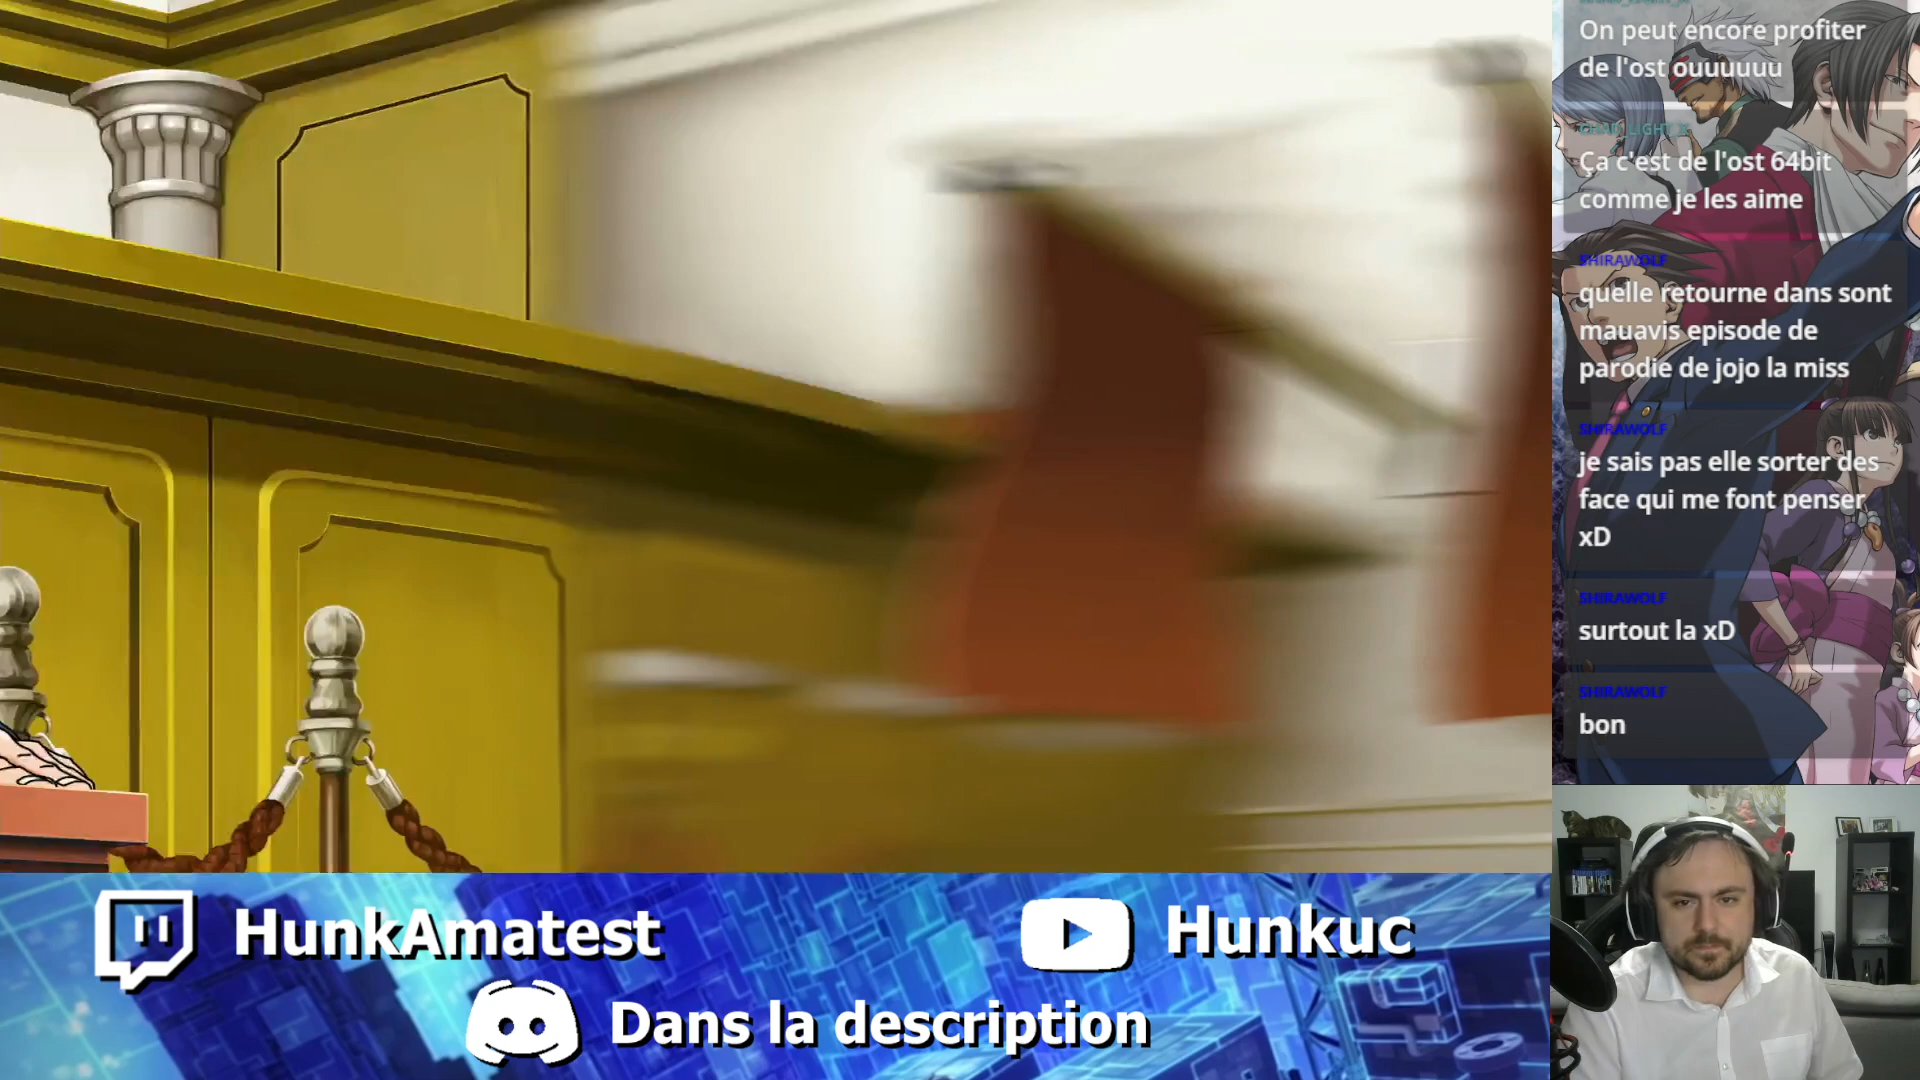 On peut encore profiter
de l'ost ouuuuuu
Ça c'est de l'ost 64bit
comme je les aime
SHIRAWOLF
quelle retourne dans sont
mauavis episode de
parodie de jojo la miss
SHIRAWOLF
je sais pas elle sorter des
face qui me font penser
xD
SHIRAWOLF
surtout la xD
SHIRAWOLF
bon
HunkAmatest
Hunkuc
Dans la description